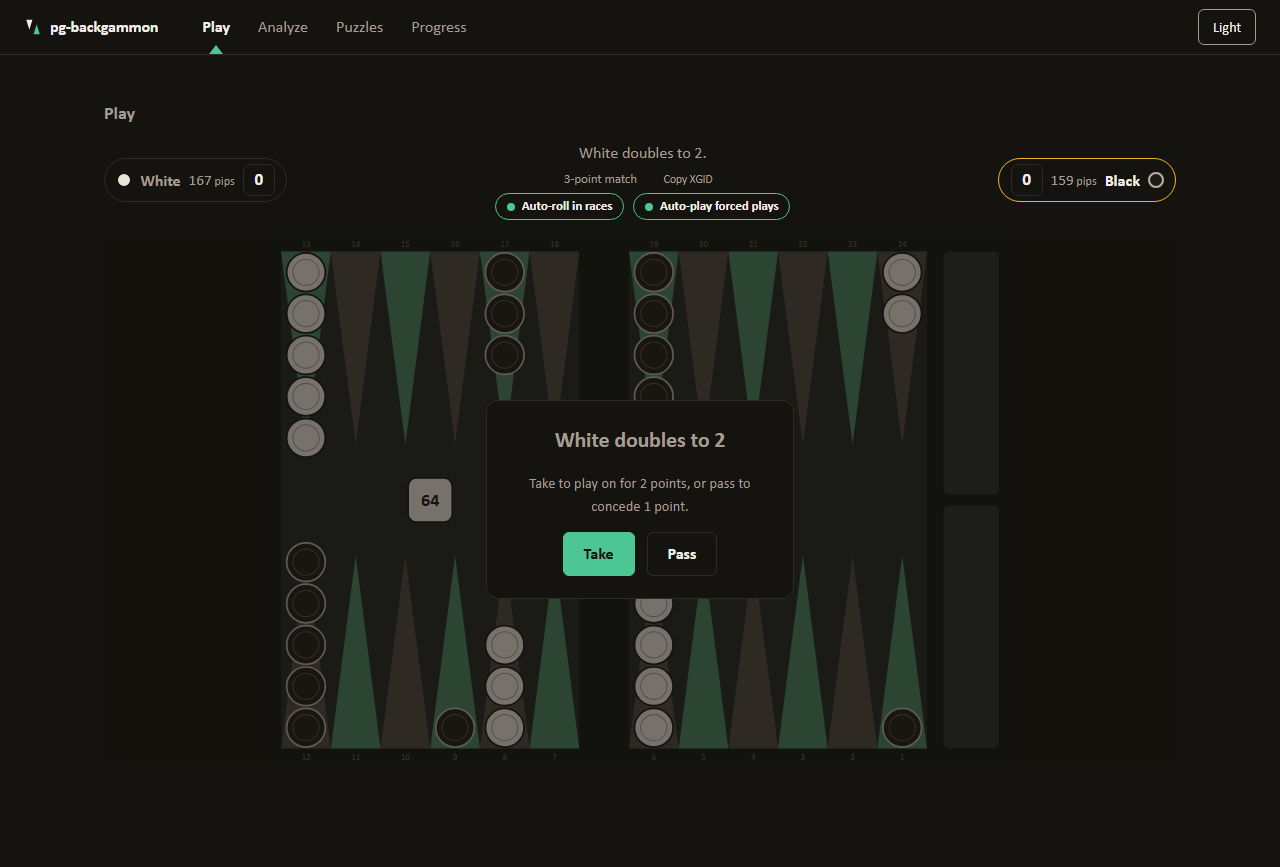 pg-backgammon Play Analyze Puzzles Progress Light
Play
White doubles to 2.
White 167 pips 0
3-point match Copy XGID
0 159 pips Black
Auto-roll in races Auto-play forced plays
13 14 15 16 17 18 19 20 21 22 23 24
White doubles to 2
Take to play on for 2 points, or pass to
concede 1 point.
64
Take Pass
12 11 10 9 8 7 6 5 4 3 2 1